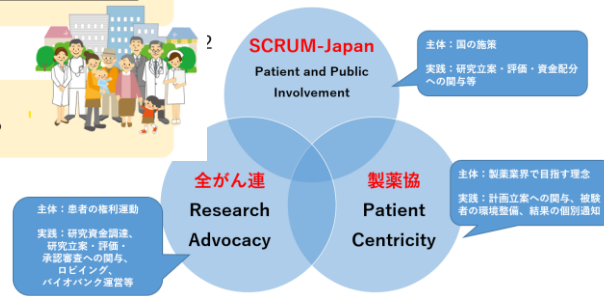 2
SCRUM-Japan
Patient and Public
Involvement
主体：国の施策
実践：研究立案・評価・資金配分
への関与等
全がん連
Research
Advocacy
製薬協
Patient
Centricity
主体：製薬業界で目指す理念
実践：計画立案への関与、被験
者の環境整備、結果の個別通知
主体：患者の権利運動
実践：研究資金調達、
研究立案・評価・
承認審査への関与、
ロビイング、
バイオバンク運営等